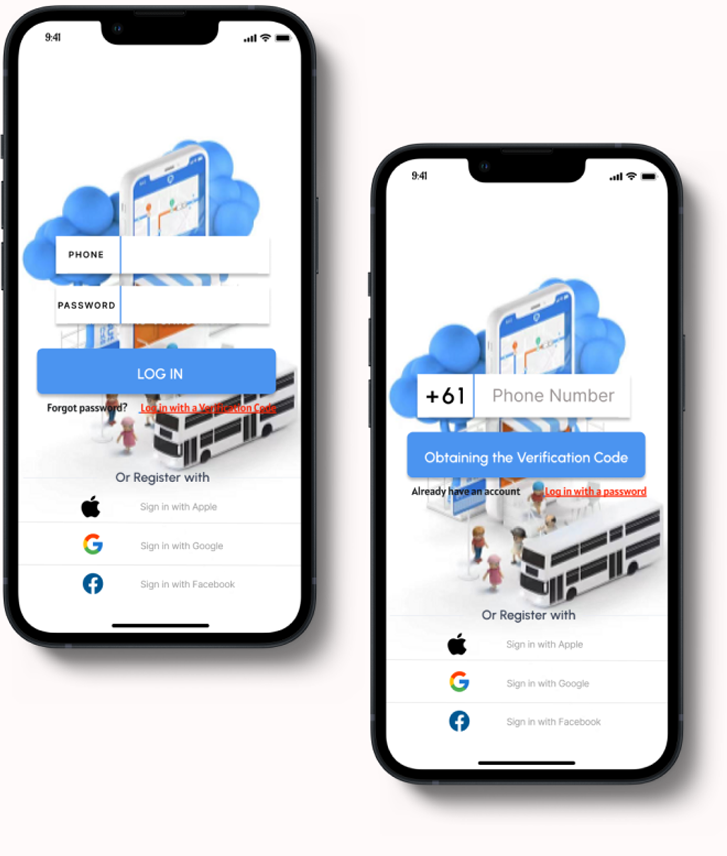 9:41
PHONE
PASSWORD
LOG IN
Forgot password? Log in with a Verification Code
Or Register with
Sign in with Apple
Sign in with Google
Sign in with Facebook
9:41
+61 Phone Number
Obtaining the Verification Code
Already have an account Log in with a password
Or Register with
Sign in with Apple
Sign in with Google
Sign in with Facebook